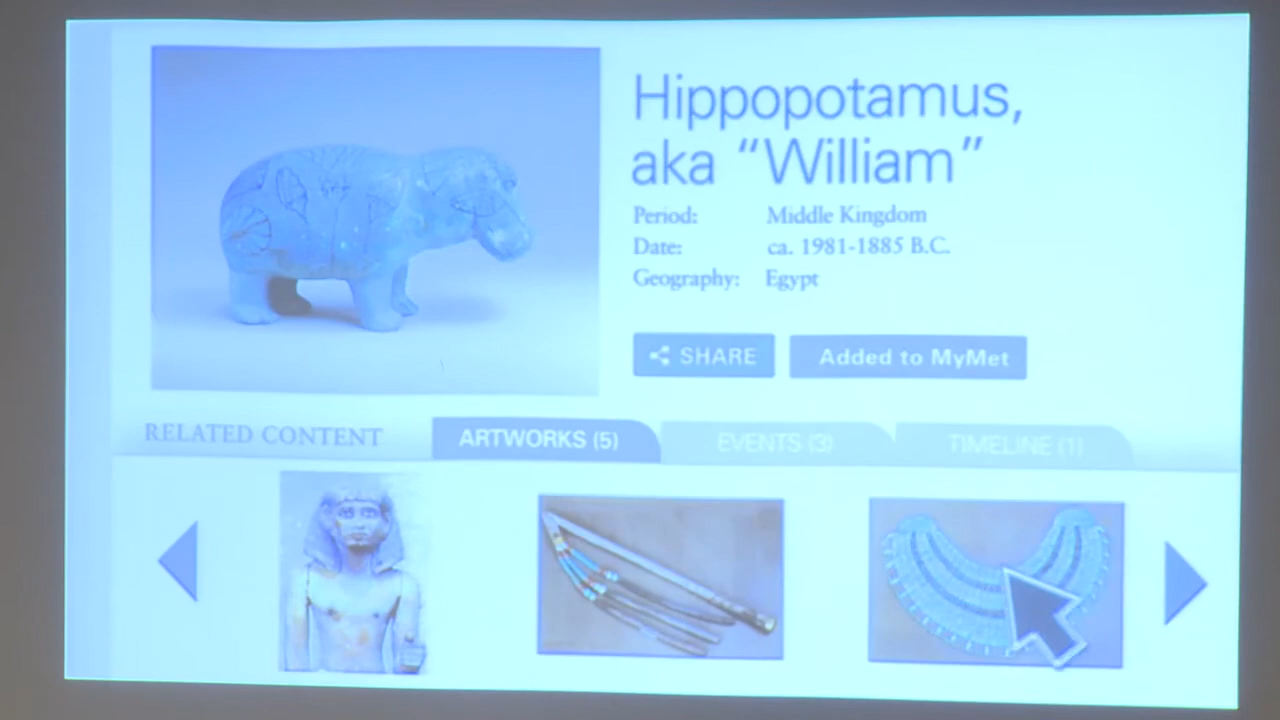 Hippopotamus,
aka “William”
Period: Middle Kingdom
Date: ca. 1981-1885 B.C.
Geography: Egypt
SHARE Added to MyMet
RELATED CONTENT ARTWORKS (5) EVENTS (3) TIMELINE (1)